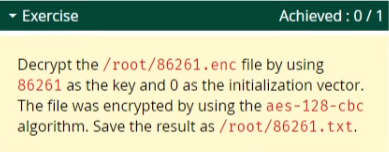 Exercise Achieved : 0 / 1
Decrypt the /root/86261.enc file by using
86261 as the key and 0 as the initialization vector.
The file was encrypted by using the aes-128-cbc
algorithm. Save the result as /root/86261.txt.